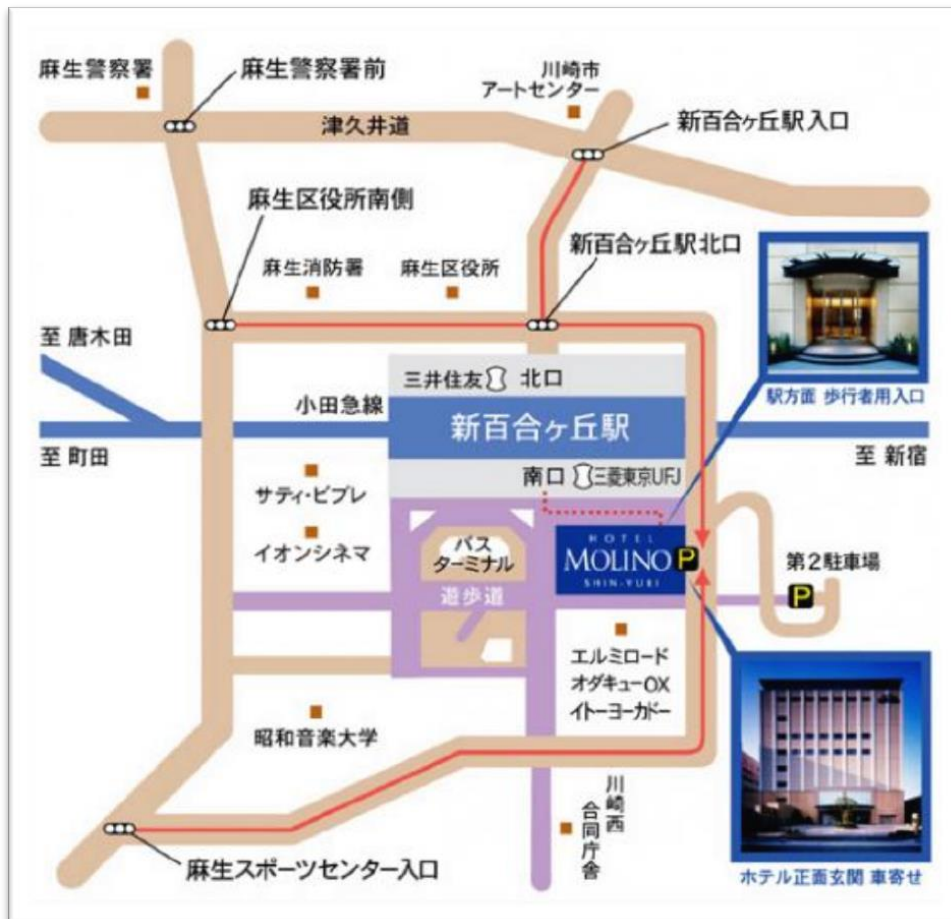 麻生警察署
麻生警察署前
川崎市
アートセンター
新百合ヶ丘駅入口
津久井道
麻生区役所南側
新百合ヶ丘駅北口
麻生消防署
麻生区役所
至 唐木田
三井住友
北口
駅方面 歩行者用入口
小田急線
新百合ヶ丘駅
至 町田
至 新宿
南口
三菱東京UFJ
サティ・ビブレ
イオンシネマ
バス
ターミナル
HOTEL
MOLINO
SHIN-YURI
P
第2駐車場
P
遊歩道
エルミロード
オダキューOX
イトーヨーカドー
昭和音楽大学
川崎西
合同庁舎
麻生スポーツセンター入口
ホテル正面玄関 車寄せ